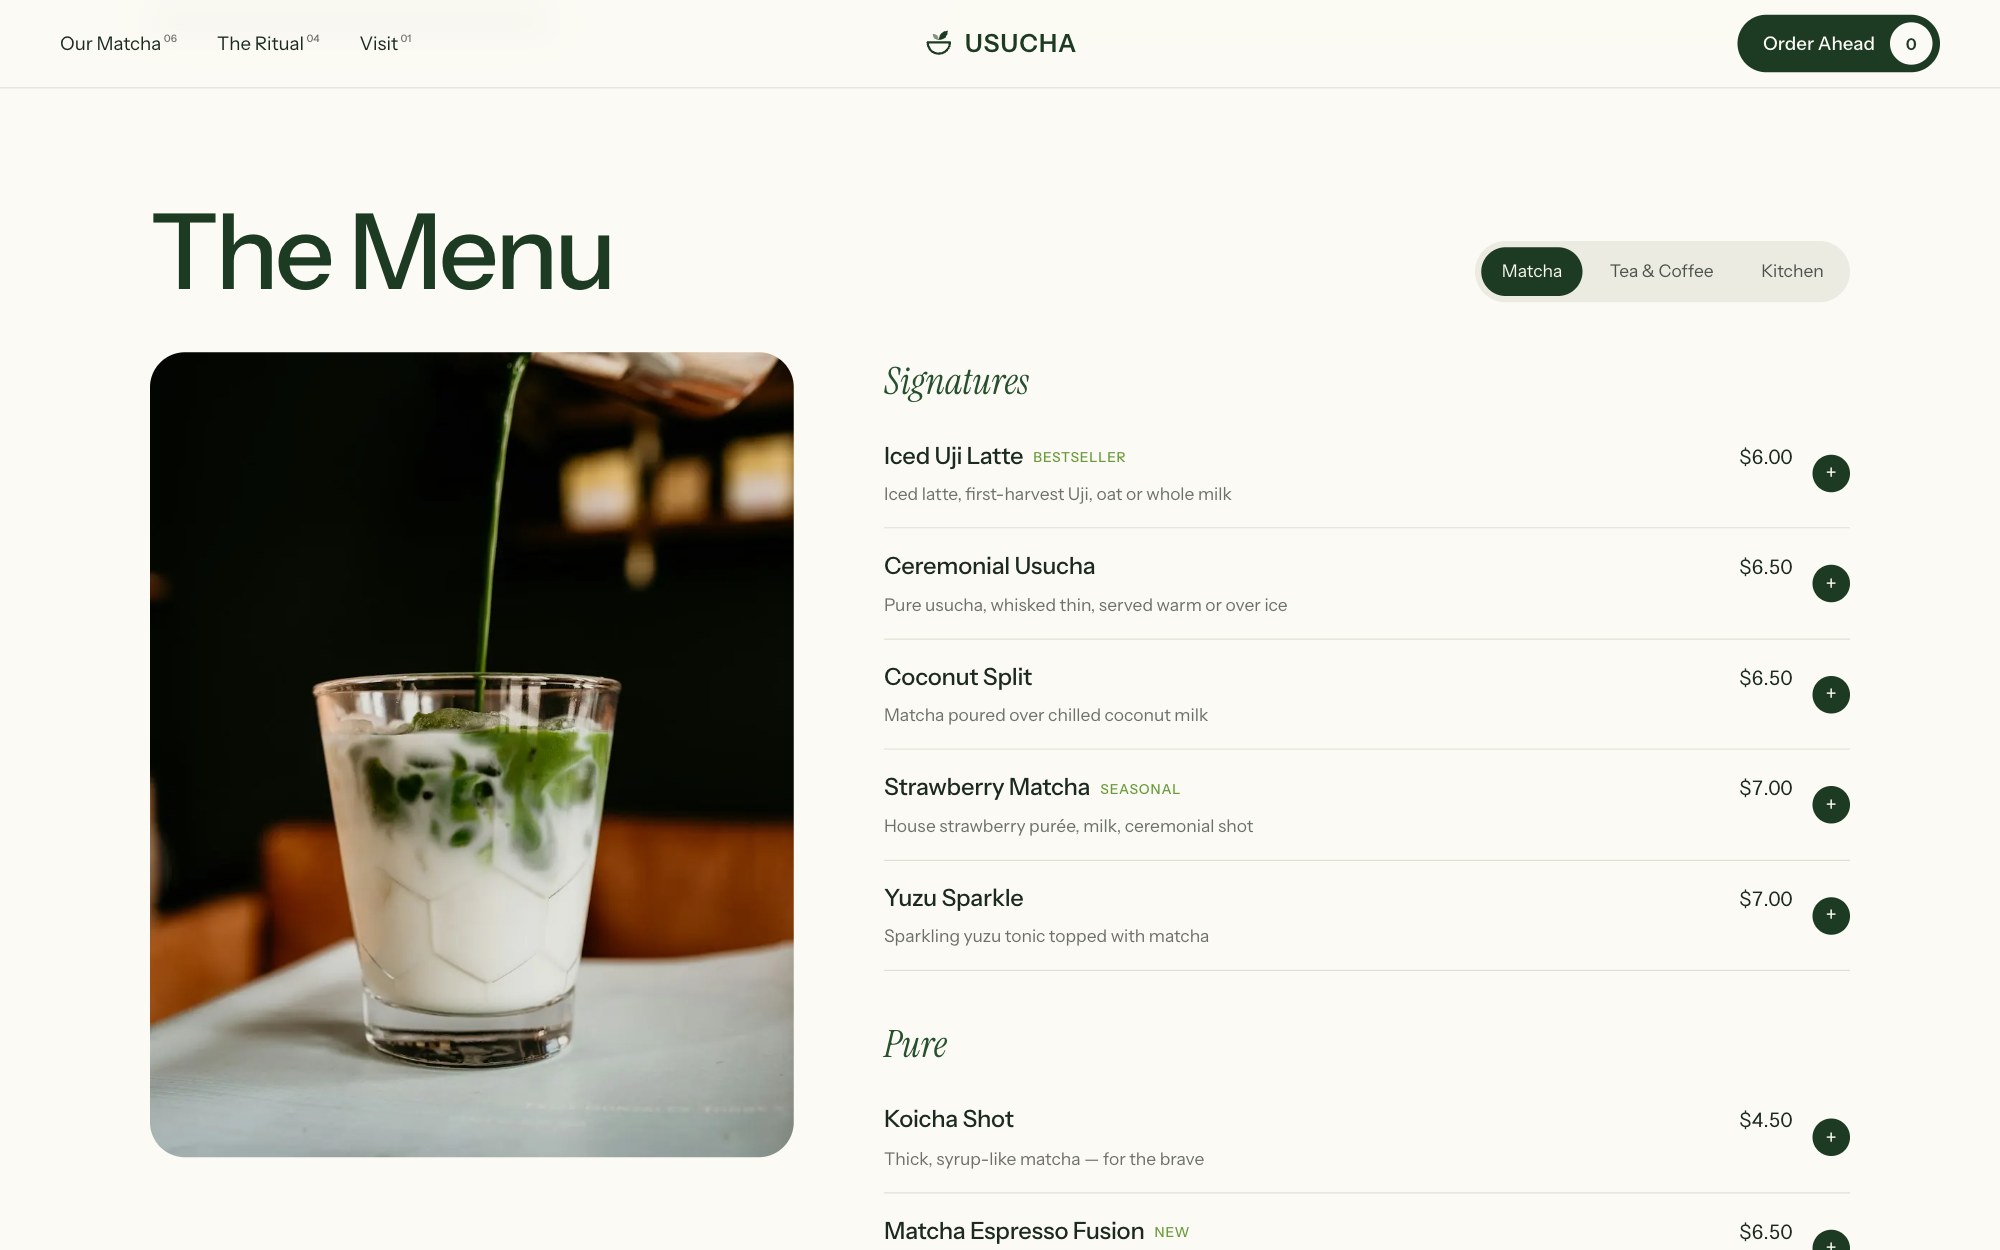 Our Matcha 06
The Ritual 04
Visit 01
USUCHA
Order Ahead 0
The Menu
Matcha
Tea & Coffee
Kitchen
Signatures
Iced Uji Latte BESTSELLER $6.00 +
Iced latte, first-harvest Uji, oat or whole milk
Ceremonial Usucha $6.50 +
Pure usucha, whisked thin, served warm or over ice
Coconut Split $6.50 +
Matcha poured over chilled coconut milk
Strawberry Matcha SEASONAL $7.00 +
House strawberry purée, milk, ceremonial shot
Yuzu Sparkle $7.00 +
Sparkling yuzu tonic topped with matcha
Pure
Koicha Shot $4.50 +
Thick, syrup-like matcha — for the brave
Matcha Espresso Fusion NEW $6.50 +